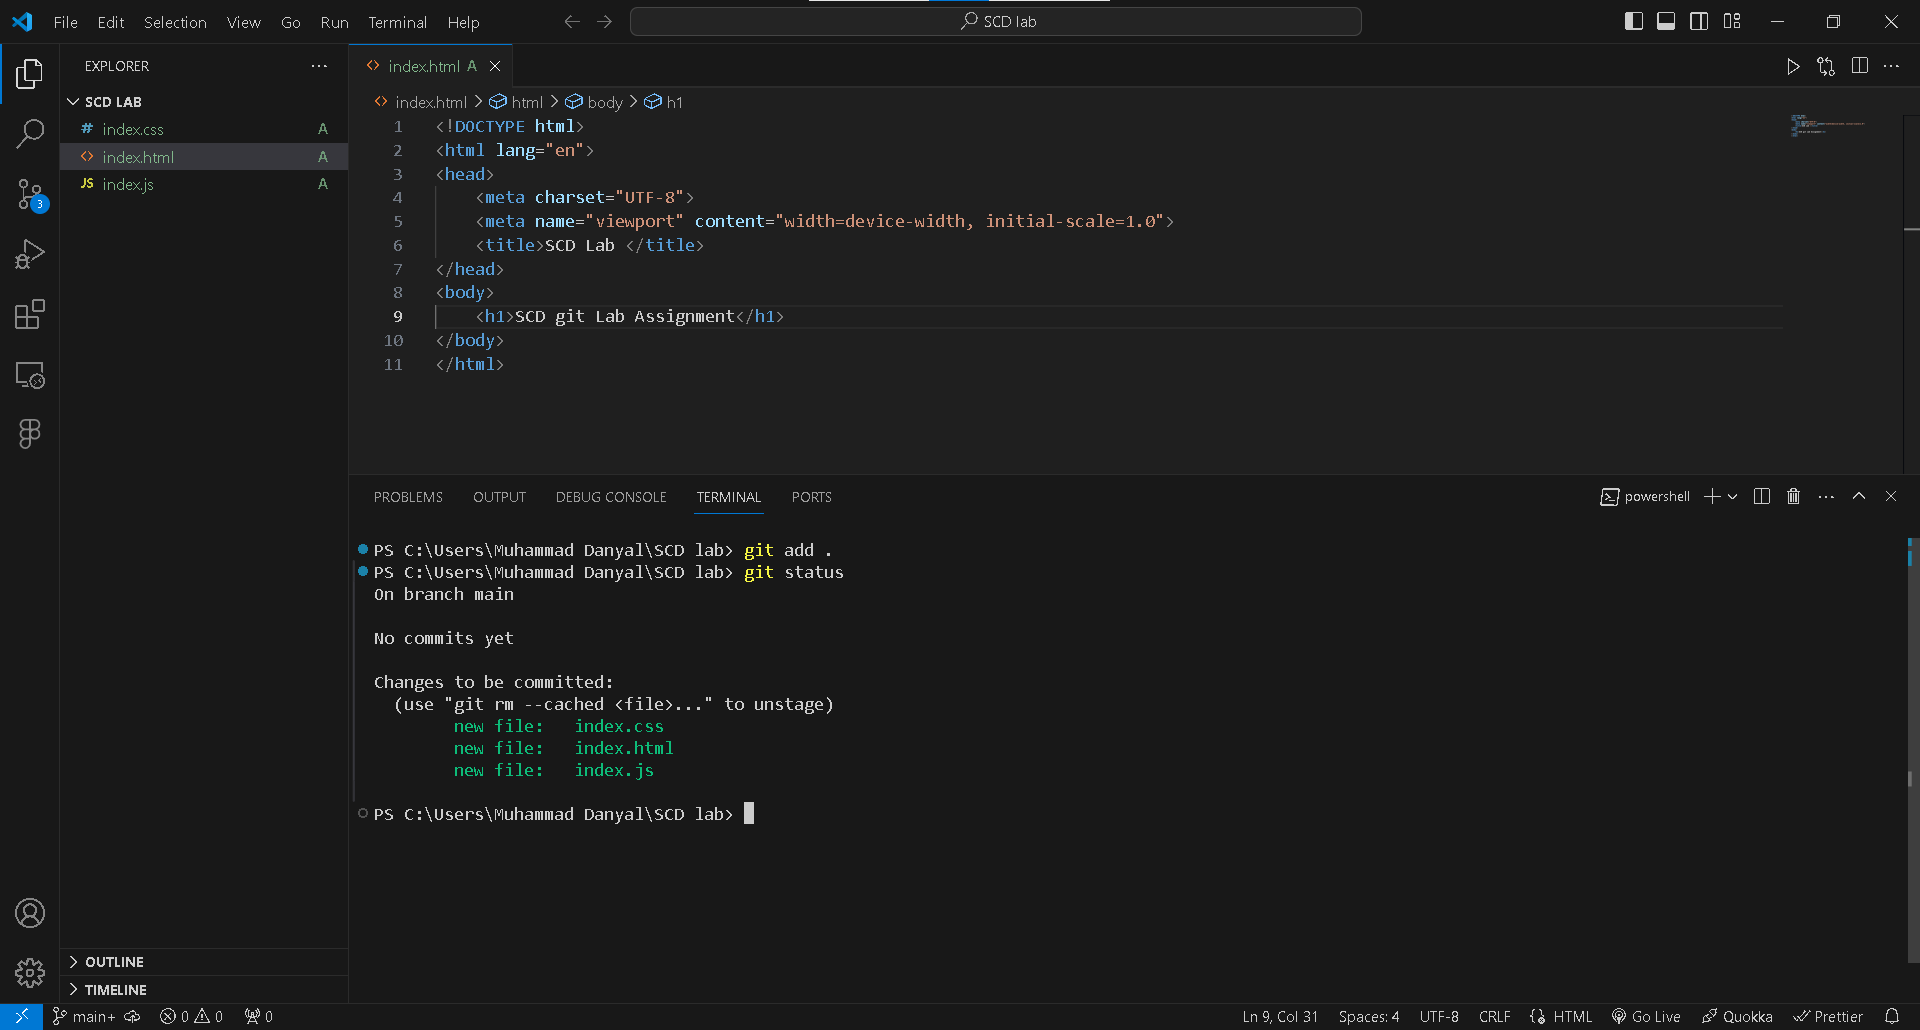 File Edit Selection View Go Run Terminal Help
SCD lab
EXPLORER
SCD LAB
# index.css A
<> index.html A
JS index.js A
3
OUTLINE
TIMELINE
<> index.html A
<> index.html > html > body > h1
1 <!DOCTYPE html>
2 <html lang="en">
3 <head>
4 <meta charset="UTF-8">
5 <meta name="viewport" content="width=device-width, initial-scale=1.0">
6 <title>SCD Lab </title>
7 </head>
8 <body>
9 <h1>SCD git Lab Assignment</h1>
10 </body>
11 </html>
PROBLEMS OUTPUT DEBUG CONSOLE TERMINAL PORTS
powershell
PS C:\Users\Muhammad Danyal\SCD lab> git add .
PS C:\Users\Muhammad Danyal\SCD lab> git status
On branch main
No commits yet
Changes to be committed:
(use "git rm --cached <file>..." to unstage)
new file: index.css
new file: index.html
new file: index.js
PS C:\Users\Muhammad Danyal\SCD lab>
main+ 0 0 0
Ln 9, Col 31 Spaces: 4 UTF-8 CRLF HTML Go Live Quokka Prettier